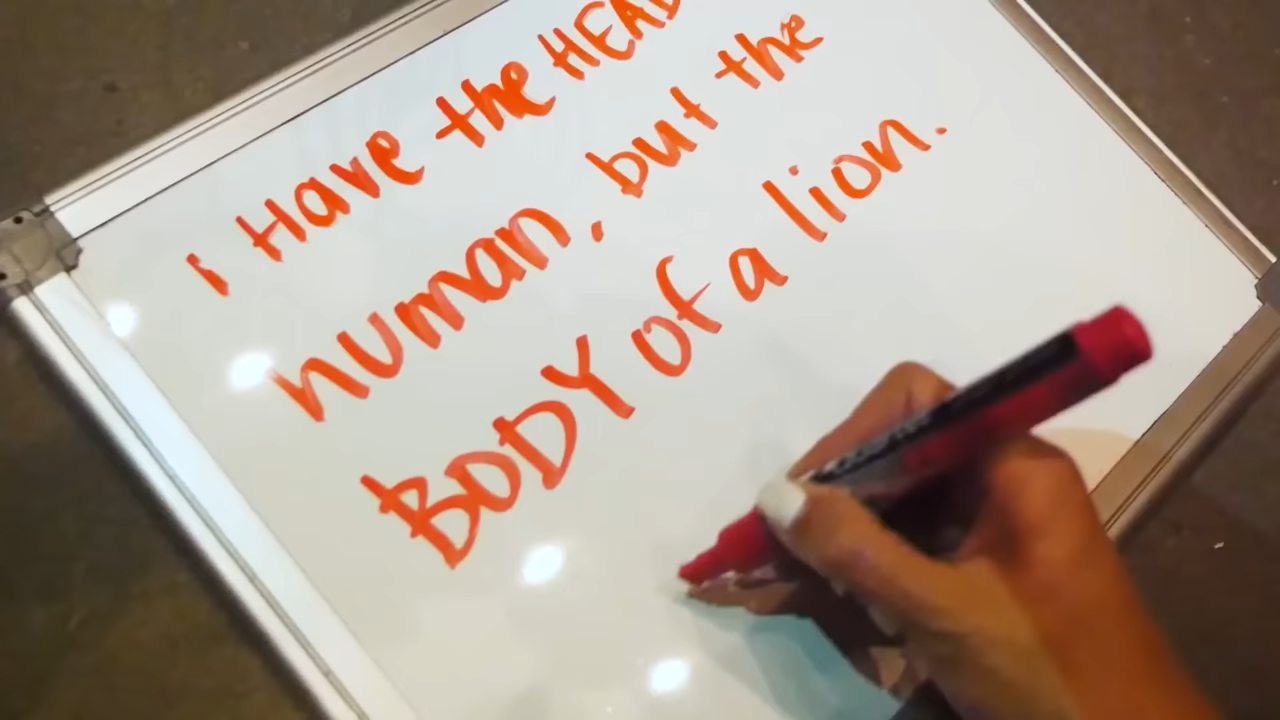 I Have the HEAD
human, but the
BODY of a lion.